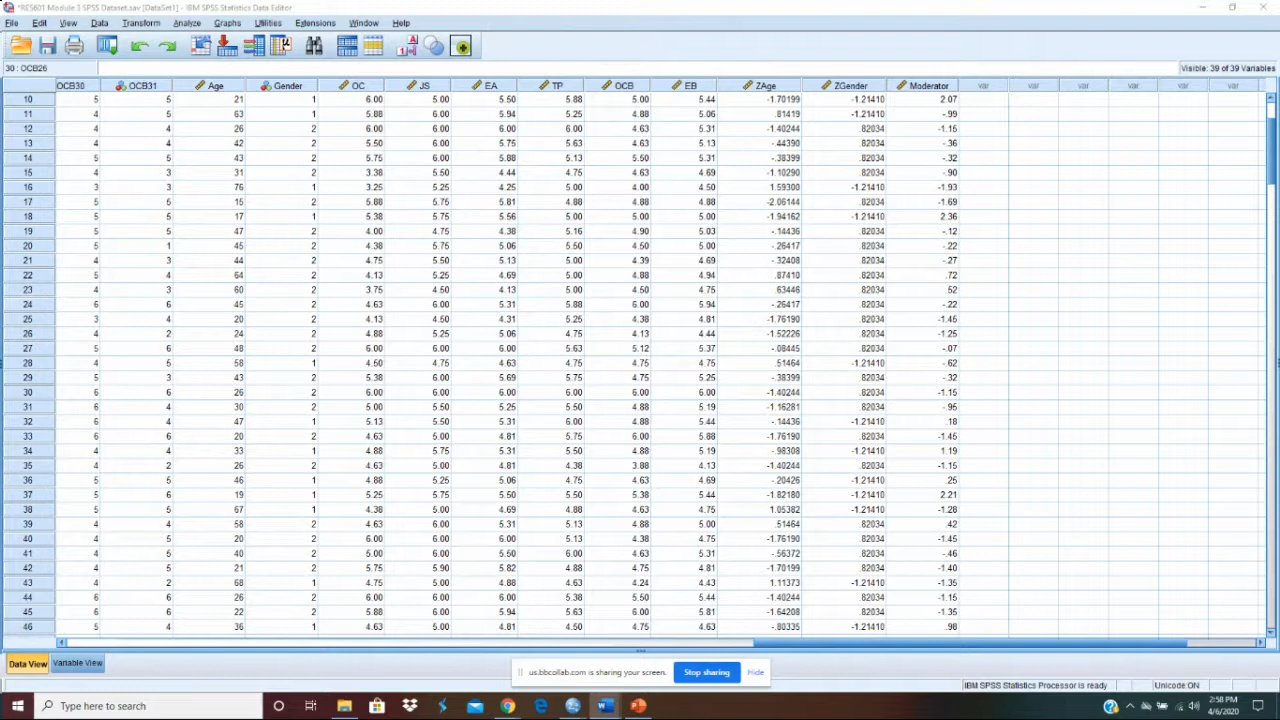 *RES601 Module 3 SPSS Dataset.sav [DataSet1] - IBM SPSS Statistics Data Editor
File Edit View Data Transform Analyze Graphs Utilities Extensions Window Help
30 : OCB26 Visible: 39 of 39 Variables
OCB30 OCB31 Age Gender OC JS EA TP OCB EB ZAge ZGender Moderator var var var var var var
10 5 5 21 1 6.00 5.00 5.50 5.88 5.00 5.44 -1.70199 -1.21410 2.07
11 4 5 63 1 5.88 6.00 5.94 5.25 4.88 5.06 .81419 -1.21410 -.99
12 4 4 26 2 6.00 6.00 6.00 6.00 4.63 5.31 -1.40244 .82034 -1.15
13 4 4 42 2 5.50 6.00 5.75 5.63 4.63 5.13 -.44390 .82034 -.36
14 5 5 43 2 5.75 6.00 5.88 5.13 5.50 5.31 -.38399 .82034 -.32
15 4 3 31 2 3.38 5.50 4.44 4.75 4.63 4.69 -1.10290 .82034 -.90
16 3 3 76 1 3.25 5.25 4.25 5.00 4.00 4.50 1.59300 -1.21410 -1.93
17 5 5 15 2 5.88 5.75 5.81 4.88 4.88 4.88 -2.06144 .82034 -1.69
18 5 5 17 1 5.38 5.75 5.56 5.00 5.00 5.00 -1.94162 -1.21410 2.36
19 5 5 47 2 4.00 4.75 4.38 5.16 4.90 5.03 -.14436 .82034 -.12
20 5 1 45 2 4.38 5.75 5.06 5.50 4.50 5.00 -.26417 .82034 -.22
21 4 3 44 2 4.75 5.50 5.13 5.00 4.39 4.69 -.32408 .82034 -.27
22 5 4 64 2 4.13 5.25 4.69 5.00 4.88 4.94 .87410 .82034 .72
23 4 3 60 2 3.75 4.50 4.13 5.00 4.50 4.75 .63446 .82034 .52
24 6 6 45 2 4.63 6.00 5.31 5.88 6.00 5.94 -.26417 .82034 -.22
25 3 4 20 2 4.13 4.50 4.31 5.25 4.38 4.81 -1.76190 .82034 -1.45
26 4 2 24 2 4.88 5.25 5.06 4.75 4.13 4.44 -1.52226 .82034 -1.25
27 5 6 48 2 6.00 6.00 6.00 5.63 5.12 5.37 -.08445 .82034 -.07
28 4 5 58 1 4.50 4.75 4.63 4.75 4.75 4.75 .51464 -1.21410 -.62
29 5 3 43 2 5.38 6.00 5.69 5.75 4.75 5.25 -.38399 .82034 -.32
30 6 6 26 2 6.00 6.00 6.00 6.00 6.00 6.00 -1.40244 .82034 -1.15
31 6 4 30 2 5.00 5.50 5.25 5.50 4.88 5.19 -1.16281 .82034 -.95
32 6 4 47 1 5.13 5.50 5.31 6.00 4.88 5.44 -.14436 -1.21410 .18
33 6 6 20 2 4.63 5.00 4.81 5.75 6.00 5.88 -1.76190 .82034 -1.45
34 4 4 33 1 4.88 5.75 5.31 5.50 4.88 5.19 -.98308 -1.21410 1.19
35 4 2 26 2 4.63 5.00 4.81 4.38 3.88 4.13 -1.40244 .82034 -1.15
36 5 5 46 1 4.88 5.25 5.06 4.75 4.63 4.69 -.20426 -1.21410 .25
37 5 6 19 1 5.25 5.75 5.50 5.50 5.38 5.44 -1.82180 -1.21410 2.21
38 4 5 67 1 4.38 5.00 4.69 4.88 4.63 4.75 1.05382 -1.21410 -1.28
39 4 4 58 2 4.63 6.00 5.31 5.13 4.88 5.00 .51464 .82034 .42
40 4 5 20 2 6.00 6.00 6.00 5.13 4.38 4.75 -1.76190 .82034 -1.45
41 4 5 40 2 5.00 6.00 5.50 6.00 4.63 5.31 -.56372 .82034 -.46
42 4 5 21 2 5.75 5.90 5.82 4.88 4.75 4.81 -1.70199 .82034 -1.40
43 4 2 68 1 4.75 5.00 4.88 4.63 4.24 4.43 1.11373 -1.21410 -1.35
44 6 6 26 2 6.00 6.00 6.00 5.38 5.50 5.44 -1.40244 .82034 -1.15
45 6 6 22 2 5.88 6.00 5.94 5.63 6.00 5.81 -1.64208 .82034 -1.35
46 5 4 36 1 4.63 5.00 4.81 4.50 4.75 4.63 -.80335 -1.21410 .98
Data View Variable View
us.bbcollab.com is sharing your screen. Stop sharing Hide
IBM SPSS Statistics Processor is ready Unicode:ON
Type here to search
2:58 PM
4/6/2020